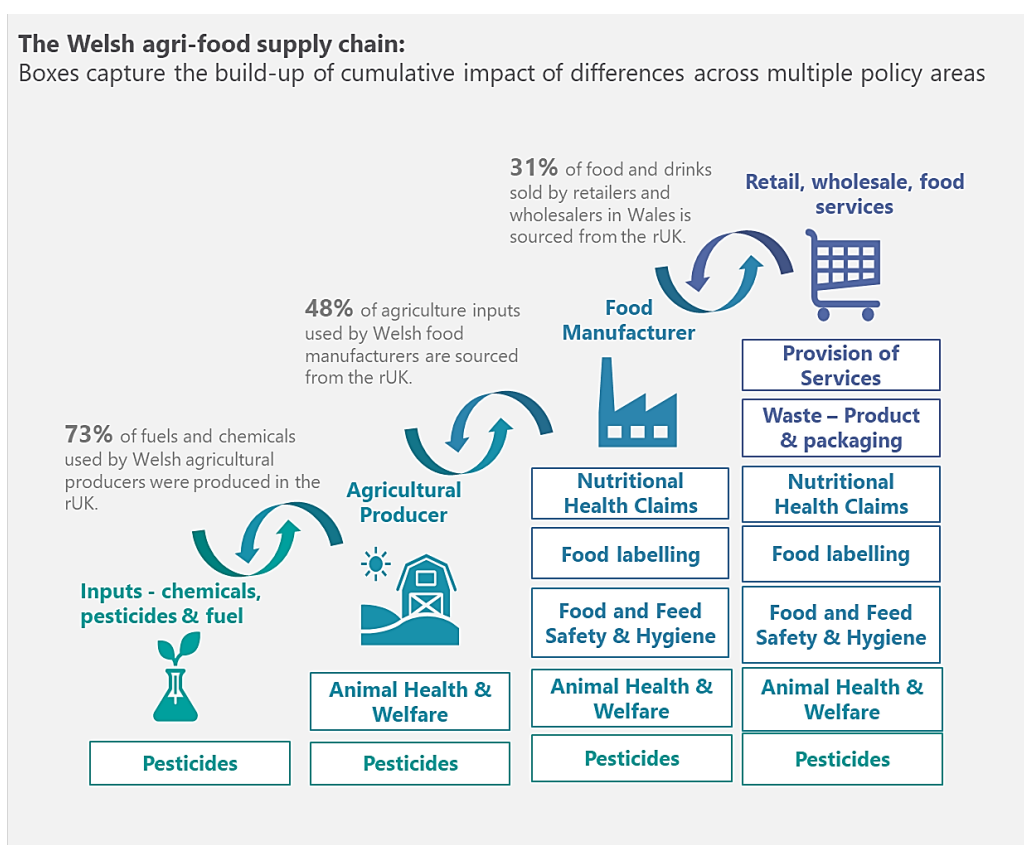 The Welsh agri-food supply chain:
Boxes capture the build-up of cumulative impact of differences across multiple policy areas
31% of food and drinks
sold by retailers and
wholesalers in Wales is
sourced from the rUK.
Retail, wholesale, food
services
48% of agriculture inputs
used by Welsh food
manufacturers are sourced
from the rUK.
Food
Manufacturer
73% of fuels and chemicals
used by Welsh agricultural
producers were produced in the
rUK.
Agricultural
Producer
Inputs - chemicals,
pesticides & fuel
Pesticides
Animal Health &
Welfare
Pesticides
Nutritional
Health Claims
Food labelling
Food and Feed
Safety & Hygiene
Animal Health &
Welfare
Pesticides
Provision of
Services
Waste – Product
& packaging
Nutritional
Health Claims
Food labelling
Food and Feed
Safety & Hygiene
Animal Health &
Welfare
Pesticides